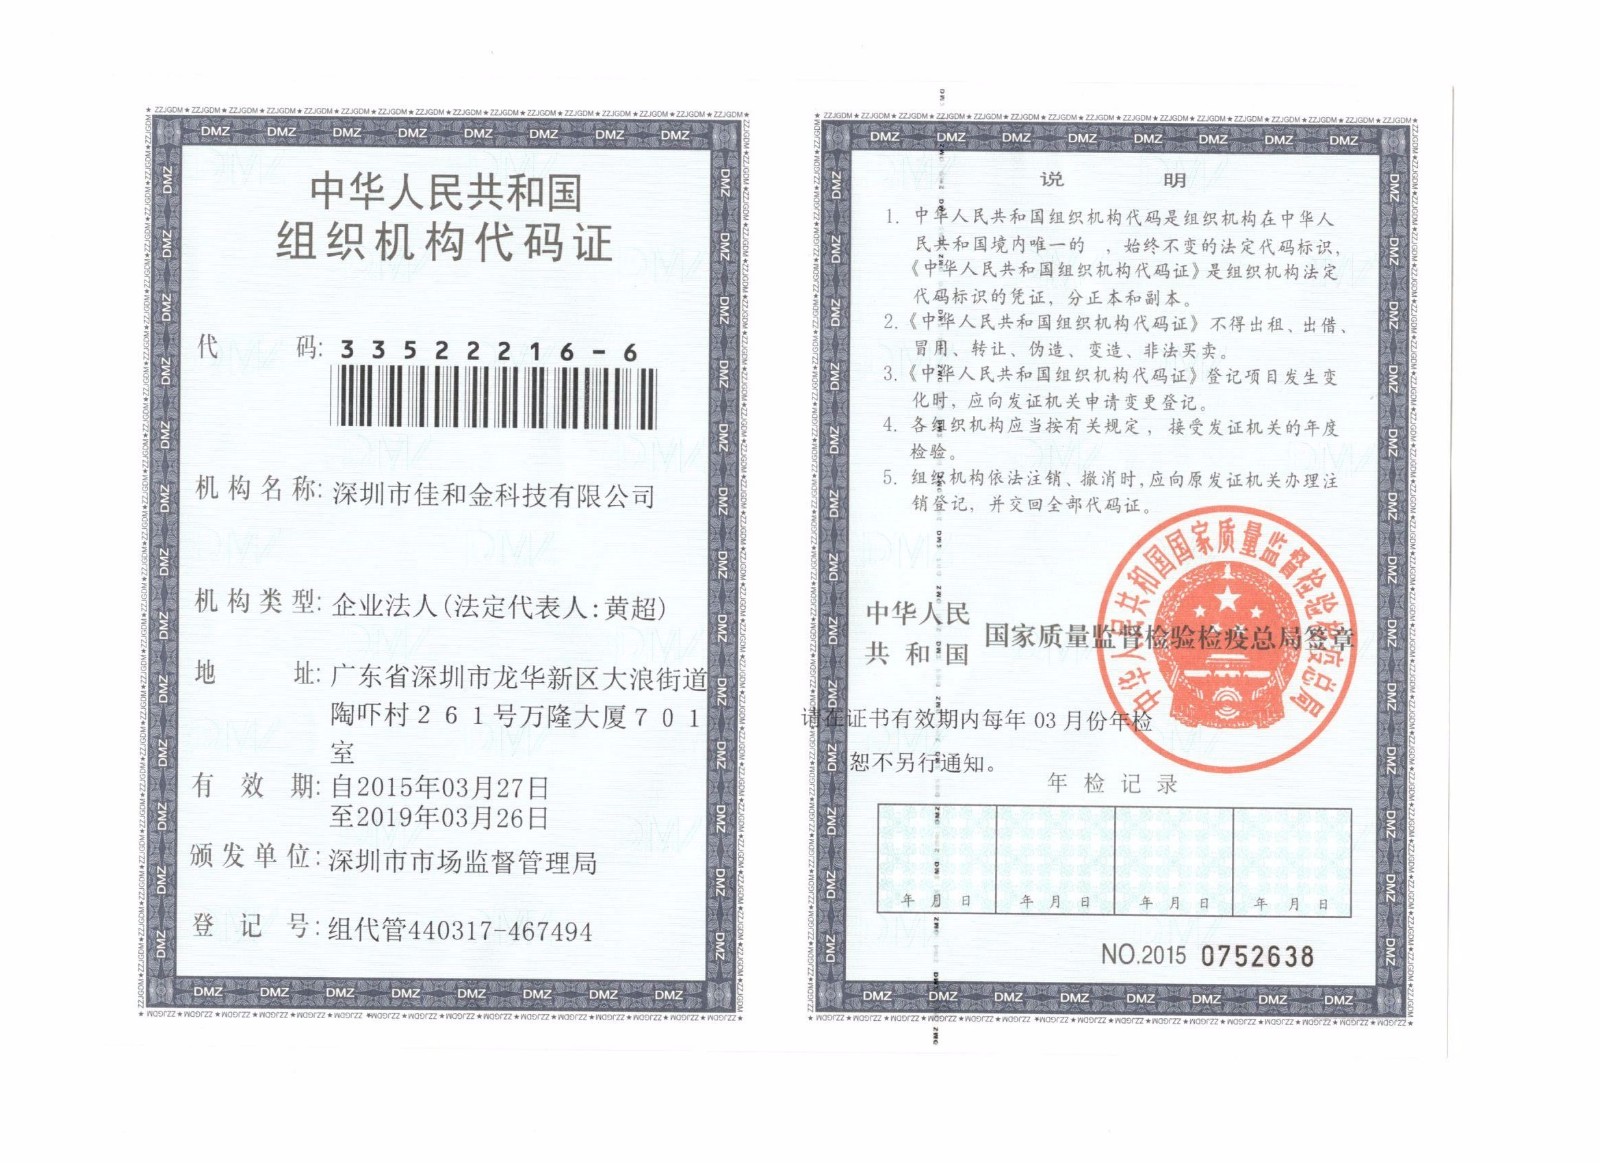 中华人民共和国
组织机构代码证
代 码: 33522216-6
机构名称: 深圳市佳和金科技有限公司
机构类型: 企业法人(法定代表人:黄超)
地 址: 广东省深圳市龙华新区大浪街道
陶吓村261号万隆大厦701
室
有 效 期: 自2015年03月27日
至2019年03月26日
颁发单位: 深圳市市场监督管理局
登 记 号: 组代管440317-467494
说 明
1. 中华人民共和国组织机构代码是组织机构在中华人
民共和国境内唯一的 , 始终不变的法定代码标识,
《中华人民共和国组织机构代码证》是组织机构法定
代码标识的凭证, 分正本和副本。
2.《中华人民共和国组织机构代码证》不得出租、出借、
冒用、转让、伪造、变造、非法买卖。
3.《中华人民共和国组织机构代码证》登记项目发生变
化时, 应向发证机关申请变更登记。
4. 各组织机构应当按有关规定, 接受发证机关的年度
检验。
5. 组织机构依法注销、撤消时, 应向原发证机关办理注
销登记, 并交回全部代码证。
中华人民
共和国 国家质量监督检验检疫总局签章
中华人民共和国国家质量监督检验检疫总局
请在证书有效期内每年 03 月份年检
恕不另行通知。
年 检 记 录
年 月 日 年 月 日 年 月 日 年 月 日
NO.2015 0752638